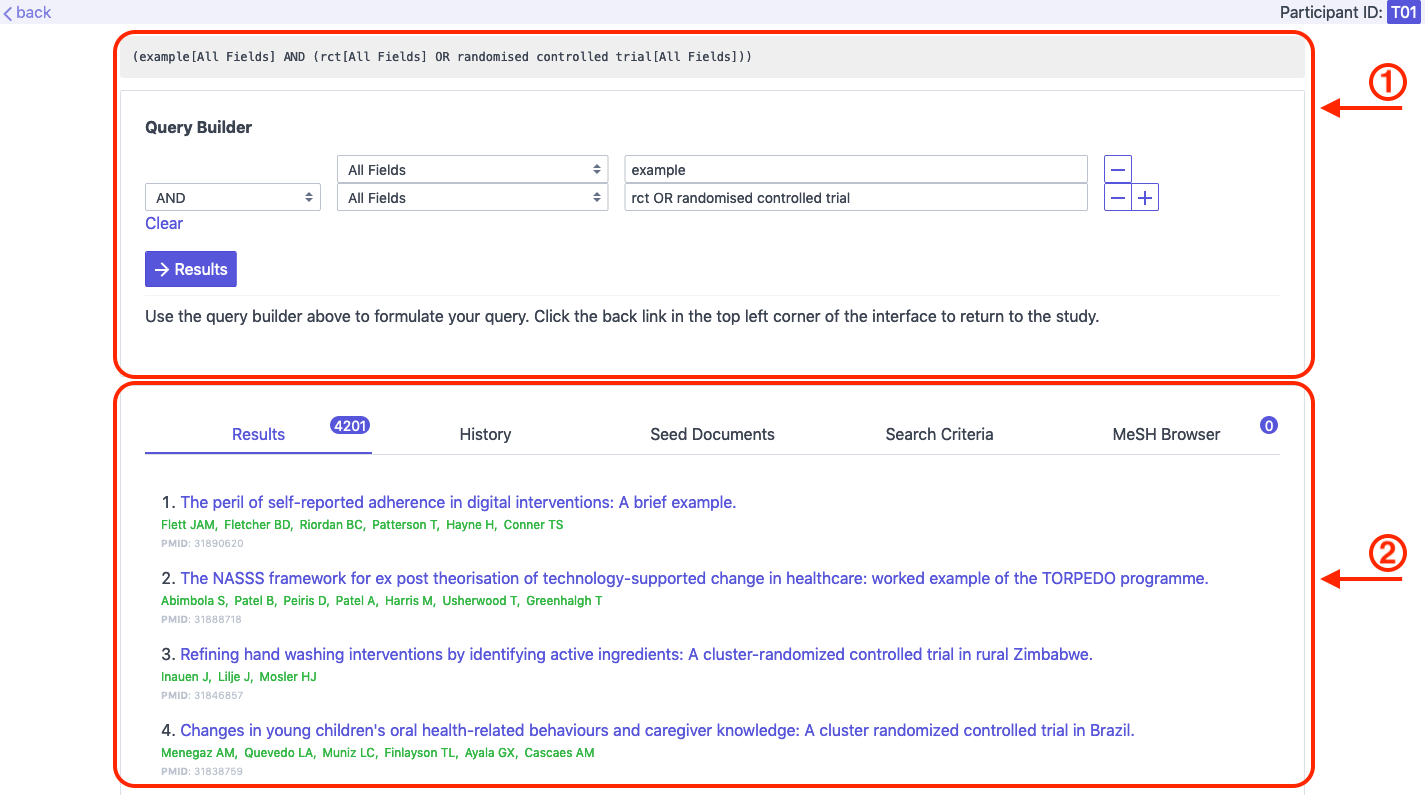 back
Participant ID: T01
(example[All Fields] AND (rct[All Fields] OR randomised controlled trial[All Fields]))
1
Query Builder
All Fields example
AND All Fields rct OR randomised controlled trial
Clear
Results
Use the query builder above to formulate your query. Click the back link in the top left corner of the interface to return to the study.
Results 4201 History Seed Documents Search Criteria MeSH Browser 0
1. The peril of self-reported adherence in digital interventions: A brief example.
Flett JAM, Fletcher BD, Riordan BC, Patterson T, Hayne H, Conner TS
PMID: 31890620
2
2. The NASSS framework for ex post theorisation of technology-supported change in healthcare: worked example of the TORPEDO programme.
Abimbola S, Patel B, Peiris D, Patel A, Harris M, Usherwood T, Greenhalgh T
PMID: 31888718
3. Refining hand washing interventions by identifying active ingredients: A cluster-randomized controlled trial in rural Zimbabwe.
Inauen J, Lilje J, Mosler HJ
PMID: 31846857
4. Changes in young children's oral health-related behaviours and caregiver knowledge: A cluster randomized controlled trial in Brazil.
Menegaz AM, Quevedo LA, Muniz LC, Finlayson TL, Ayala GX, Cascaes AM
PMID: 31838759